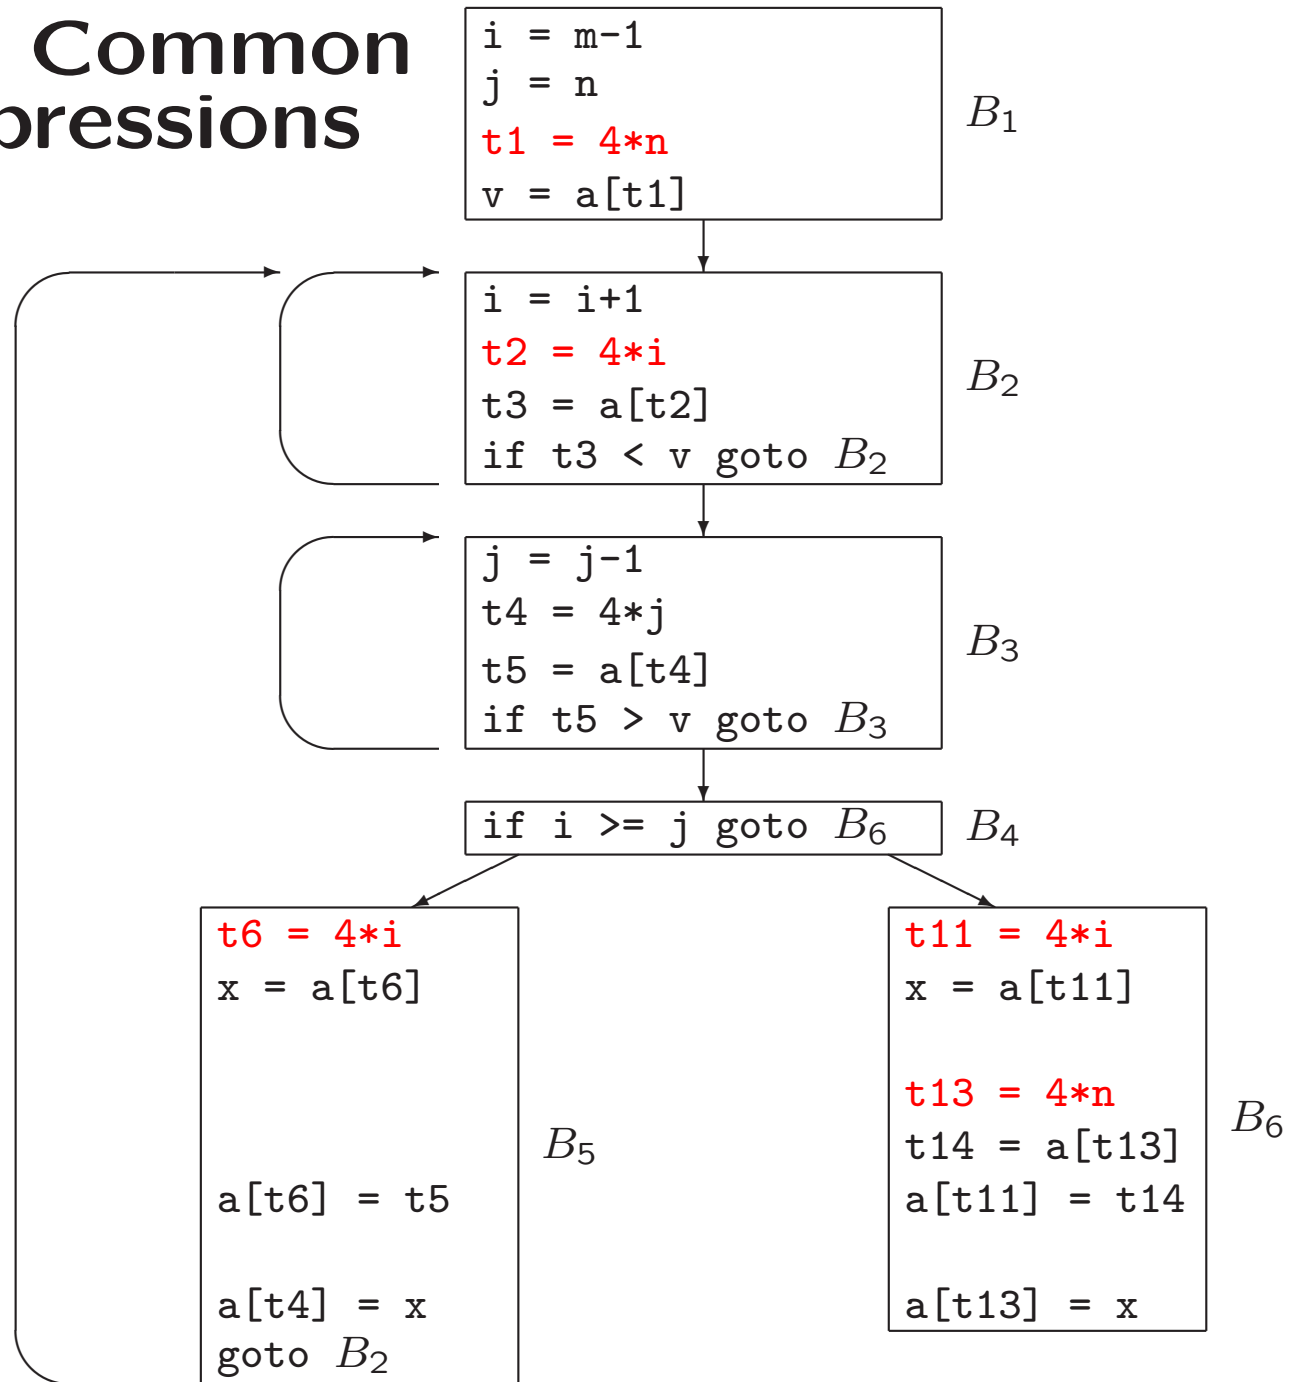 Common
pressions
i = m-1
j = n
t1 = 4*n
v = a[t1]
B1
i = i+1
t2 = 4*i
t3 = a[t2]
if t3 < v goto B2
B2
j = j-1
t4 = 4*j
t5 = a[t4]
if t5 > v goto B3
B3
if i >= j goto B6
B4
t6 = 4*i
x = a[t6]
a[t6] = t5
a[t4] = x
goto B2
B5
t11 = 4*i
x = a[t11]
t13 = 4*n
t14 = a[t13]
a[t11] = t14
a[t13] = x
B6